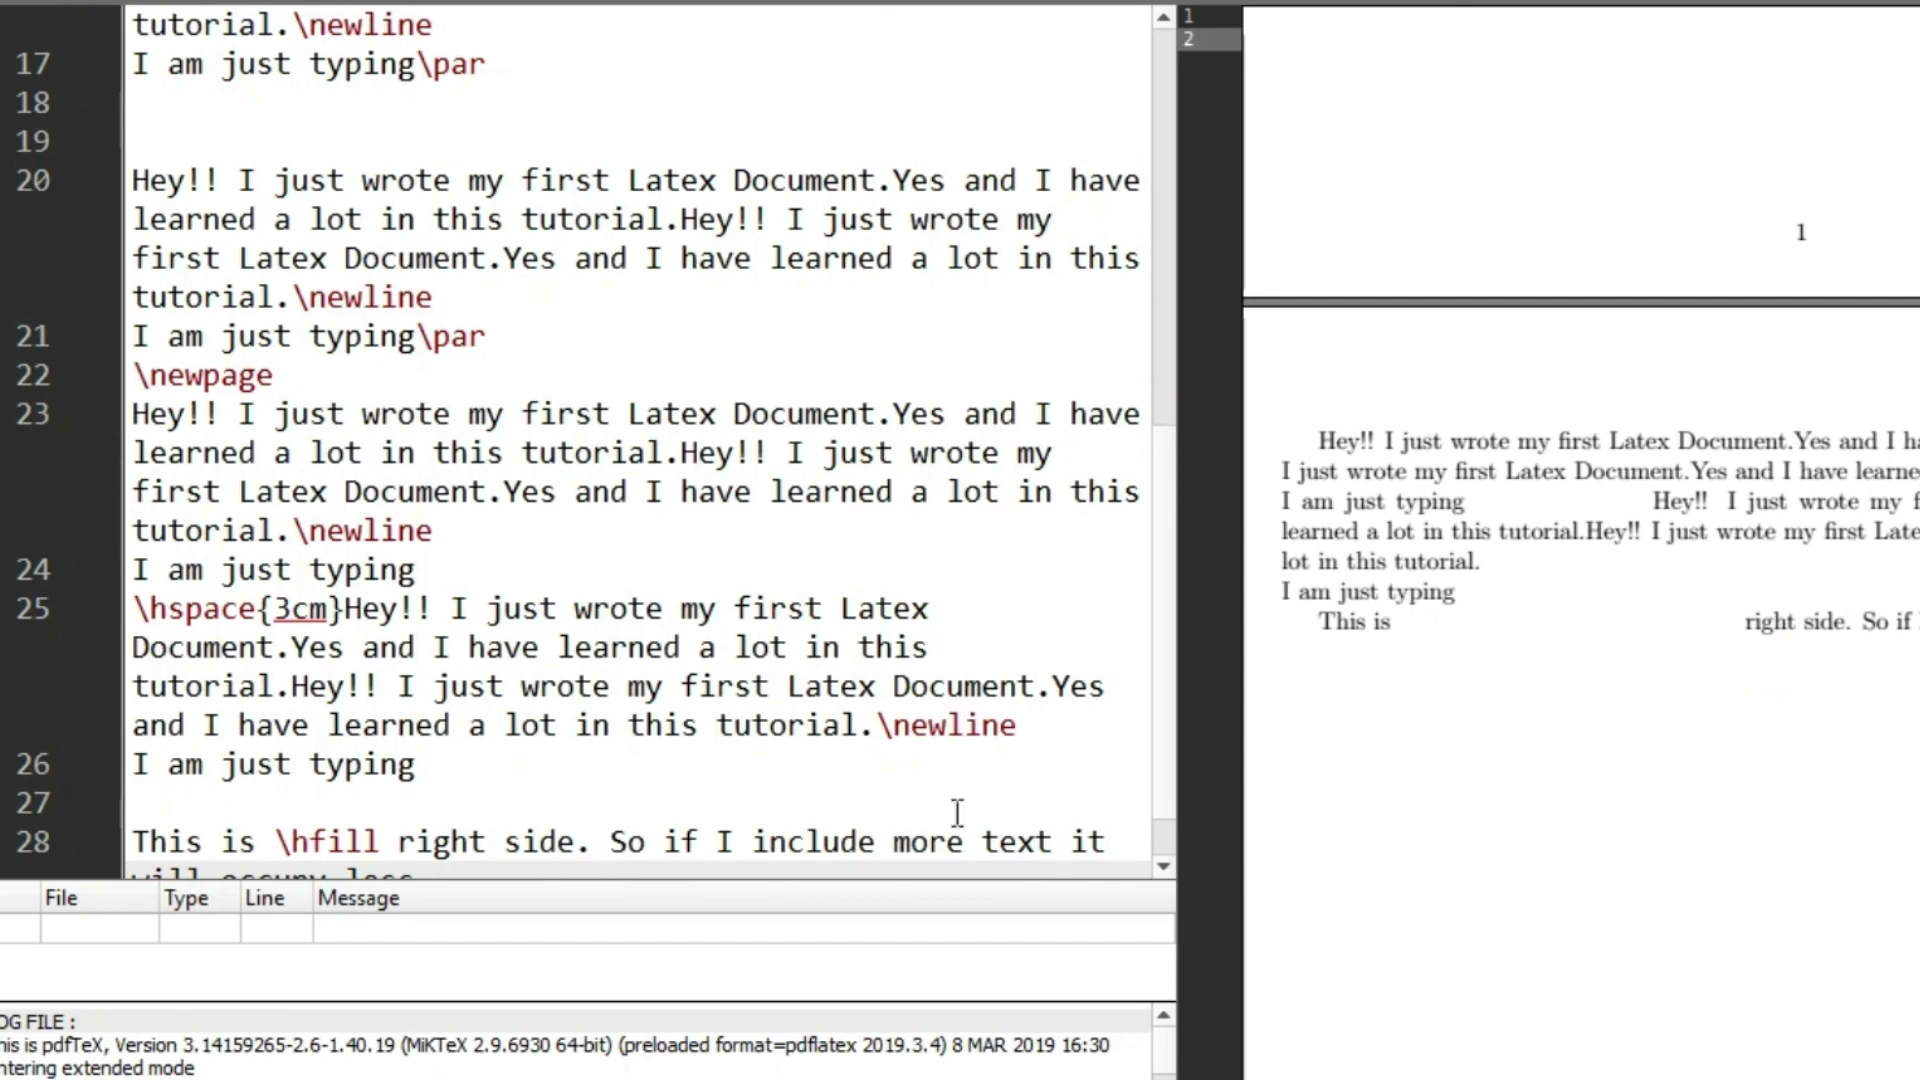 tutorial.\newline
17 I am just typing\par
18
19
20 Hey!! I just wrote my first Latex Document.Yes and I have
learned a lot in this tutorial.Hey!! I just wrote my
first Latex Document.Yes and I have learned a lot in this
tutorial.\newline
21 I am just typing\par
22 \newpage
23 Hey!! I just wrote my first Latex Document.Yes and I have
learned a lot in this tutorial.Hey!! I just wrote my
first Latex Document.Yes and I have learned a lot in this
tutorial.\newline
24 I am just typing
25 \hspace{3cm}Hey!! I just wrote my first Latex
Document.Yes and I have learned a lot in this
tutorial.Hey!! I just wrote my first Latex Document.Yes
and I have learned a lot in this tutorial.\newline
26 I am just typing
27
28 This is \hfill right side. So if I include more text it
will occupy less
File Type Line Message
OG FILE :
his is pdfTeX, Version 3.14159265-2.6-1.40.19 (MiKTeX 2.9.6930 64-bit) (preloaded format=pdflatex 2019.3.4) 8 MAR 2019 16:30
ntering extended mode
1
2
1
Hey!! I just wrote my first Latex Document.Yes and I ha
I just wrote my first Latex Document.Yes and I have learne
I am just typing Hey!! I just wrote my f
learned a lot in this tutorial.Hey!! I just wrote my first Late
lot in this tutorial.
I am just typing
This is right side. So if I